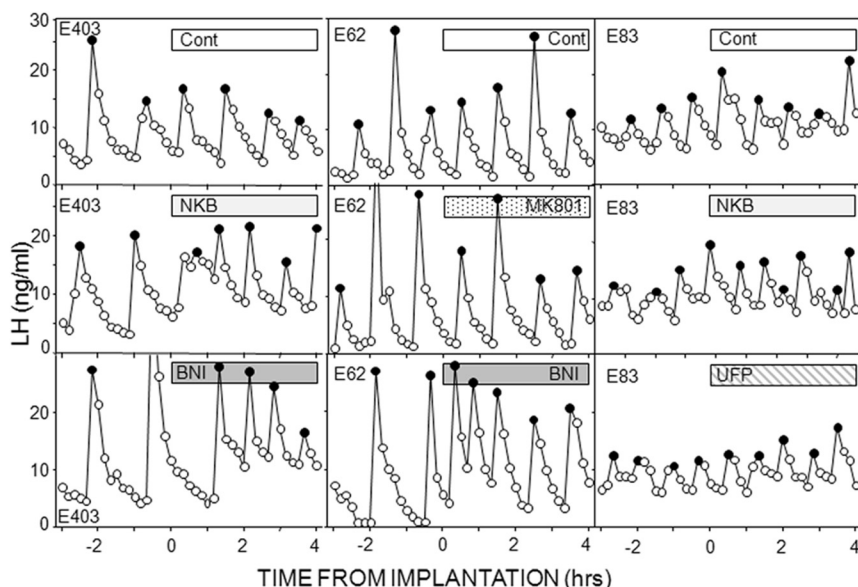 E403
Cont
E62
Cont
E83
Cont
30
20
10
0
E403
NKB
E62
MK801
E83
NKB
20
10
0
LH (ng/ml)
BNI
E62
BNI
E83
UFP
20
10
0
E403
-2 0 2 4 -2 0 2 4 -2 0 2 4
TIME FROM IMPLANTATION (hrs)